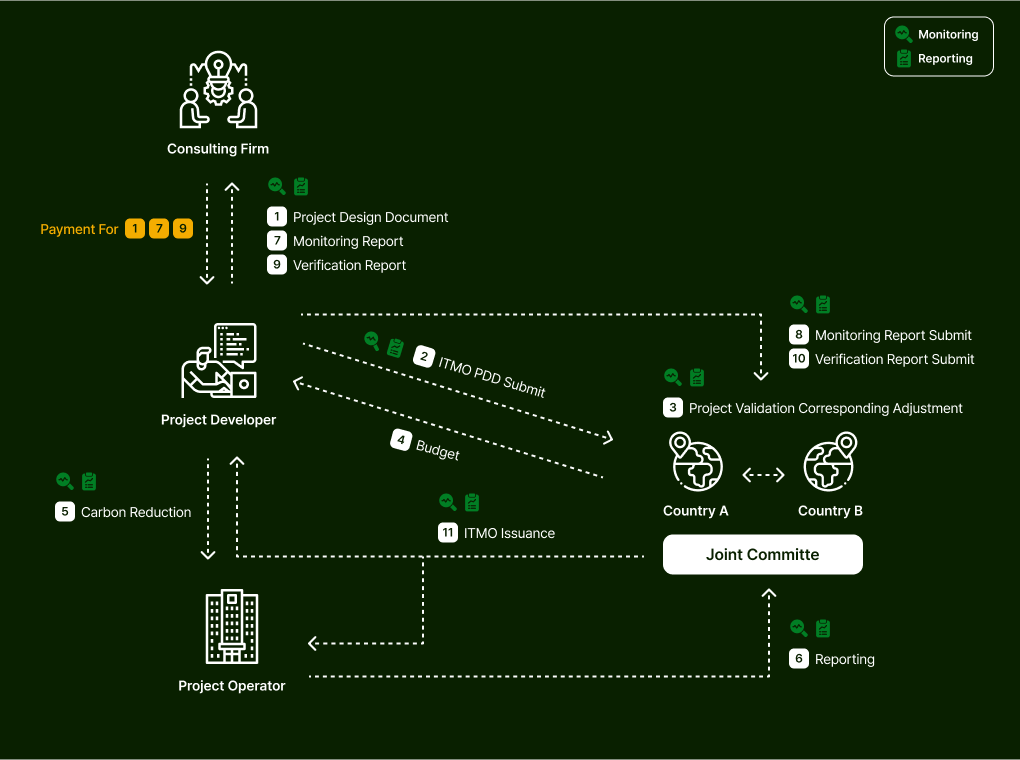 Monitoring
Reporting
Consulting Firm
Payment For 1 7 9
1 Project Design Document
7 Monitoring Report
9 Verification Report
8 Monitoring Report Submit
10 Verification Report Submit
2 ITMO PDD Submit
3 Project Validation Corresponding Adjustment
Project Developer
4 Budget
5 Carbon Reduction
11 ITMO Issuance
Country A
Country B
Joint Committe
6 Reporting
Project Operator